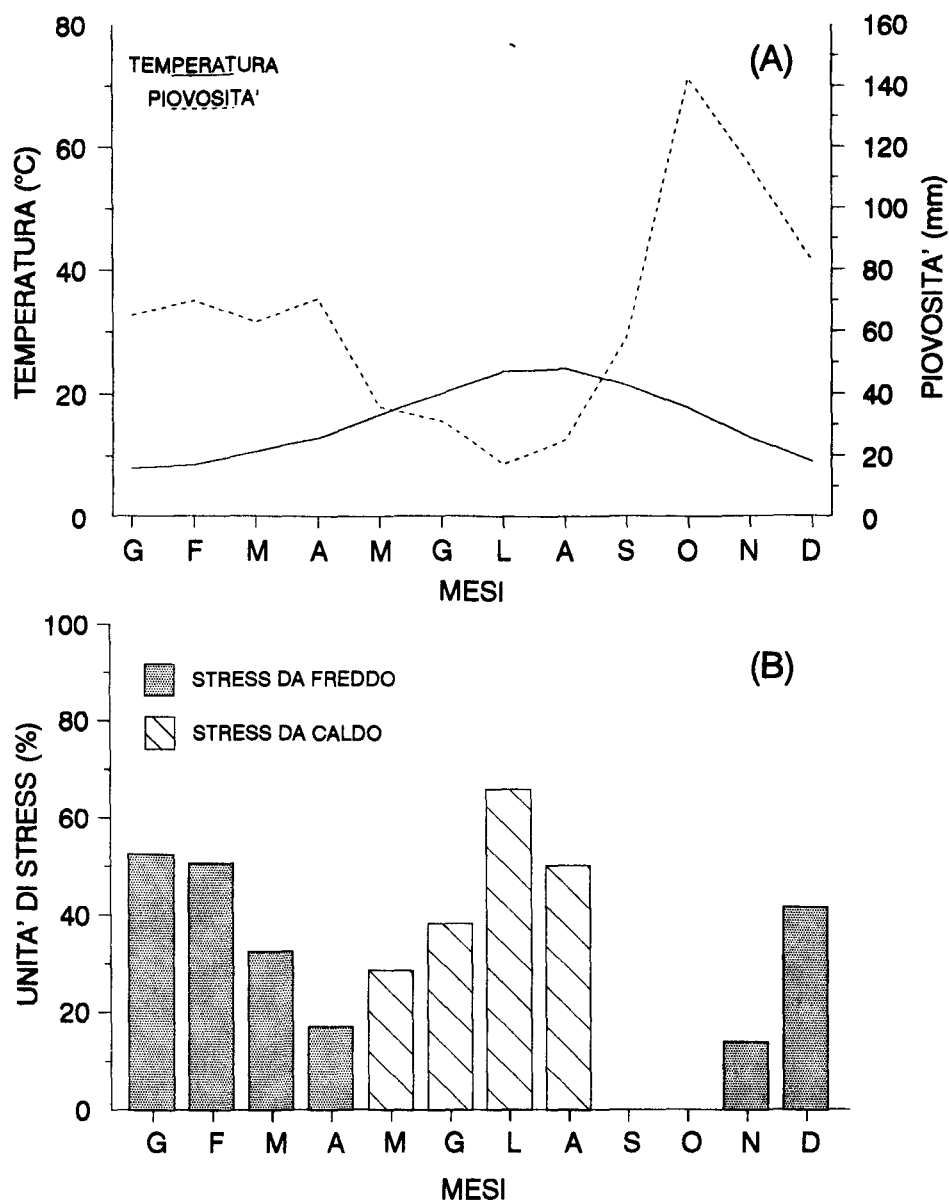 (A)
TEMPERATURA
PIOVOSITA'
TEMPERATURA (°C)
80
60
40
20
0
PIOVOSITA' (mm)
160
140
120
100
80
60
40
20
0
G F M A M G L A S O N D
MESI
(B)
STRESS DA FREDDO
STRESS DA CALDO
UNITA' DI STRESS (%)
100
80
60
40
20
0
G F M A M G L A S O N D
MESI